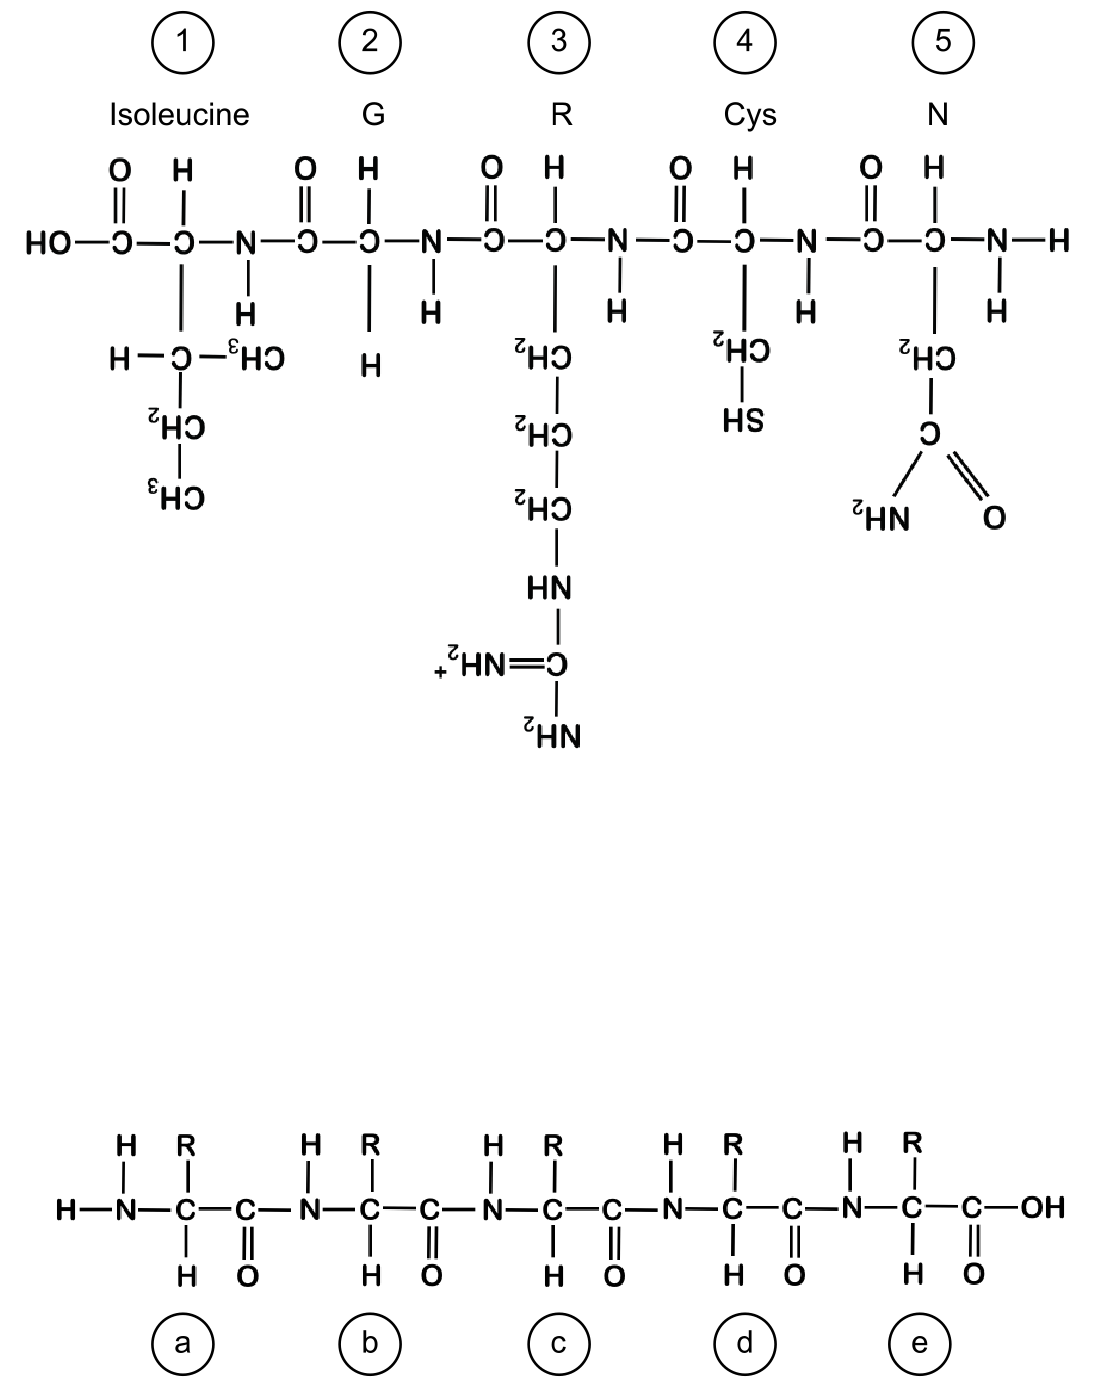 1 2 3 4 5
Isoleucine G R Cys N
O H O H O H O H O H
HO C C N C C N C C N C C N C C N H
H H H H H
H C CH3 H CH2 CH2 CH2
CH2 CH2 SH C
CH3 CH2 NH2 O
HN
+NH2 C
NH2
H R H R H R H R H R
H N C C N C C N C C N C C N C C OH
H O H O H O H O H O
a b c d e